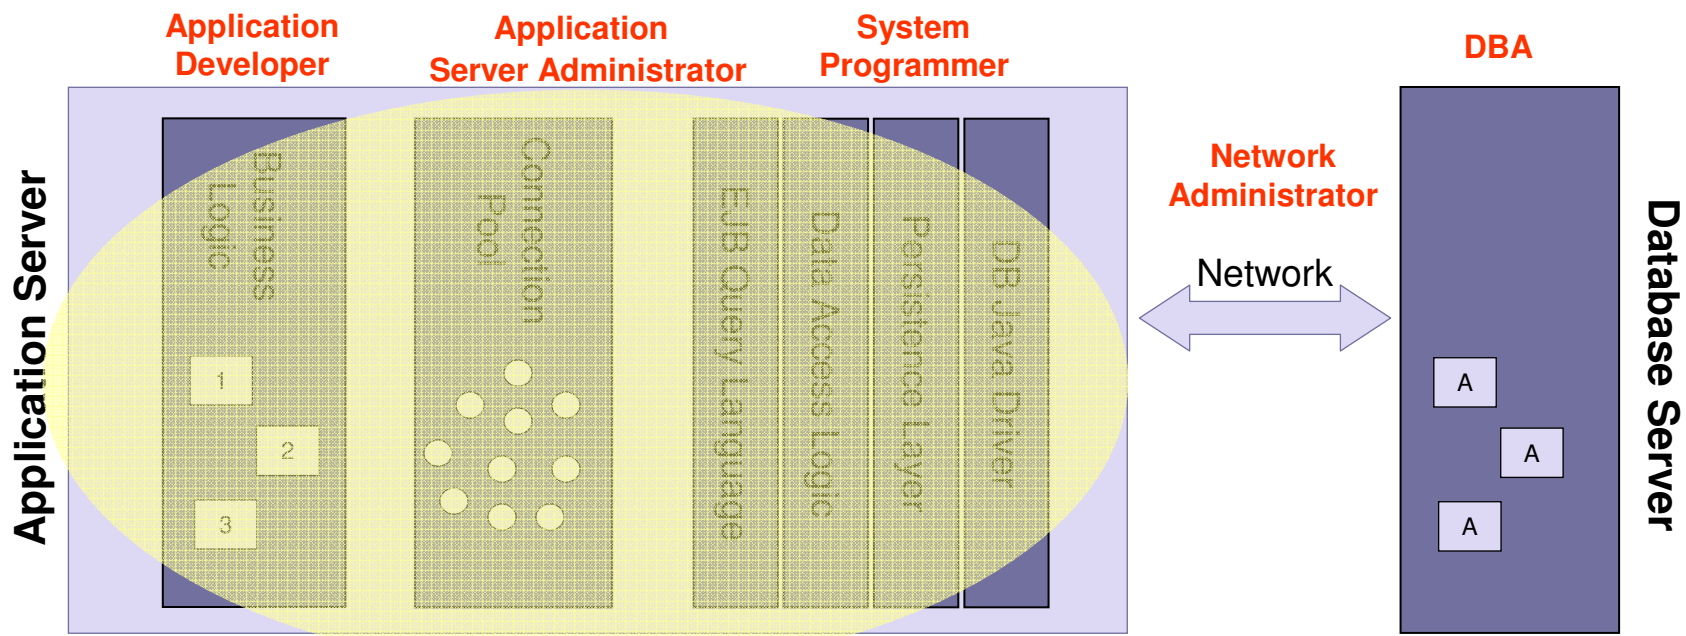 Application
Developer
Application
Server Administrator
System
Programmer
DBA
Application Server
Business
Logic
1
2
3
Connection
Pool
EJB Query Language
Data Access Logic
Persistence Layer
DB Java Driver
Network
Administrator
Network
A
A
A
Database Server